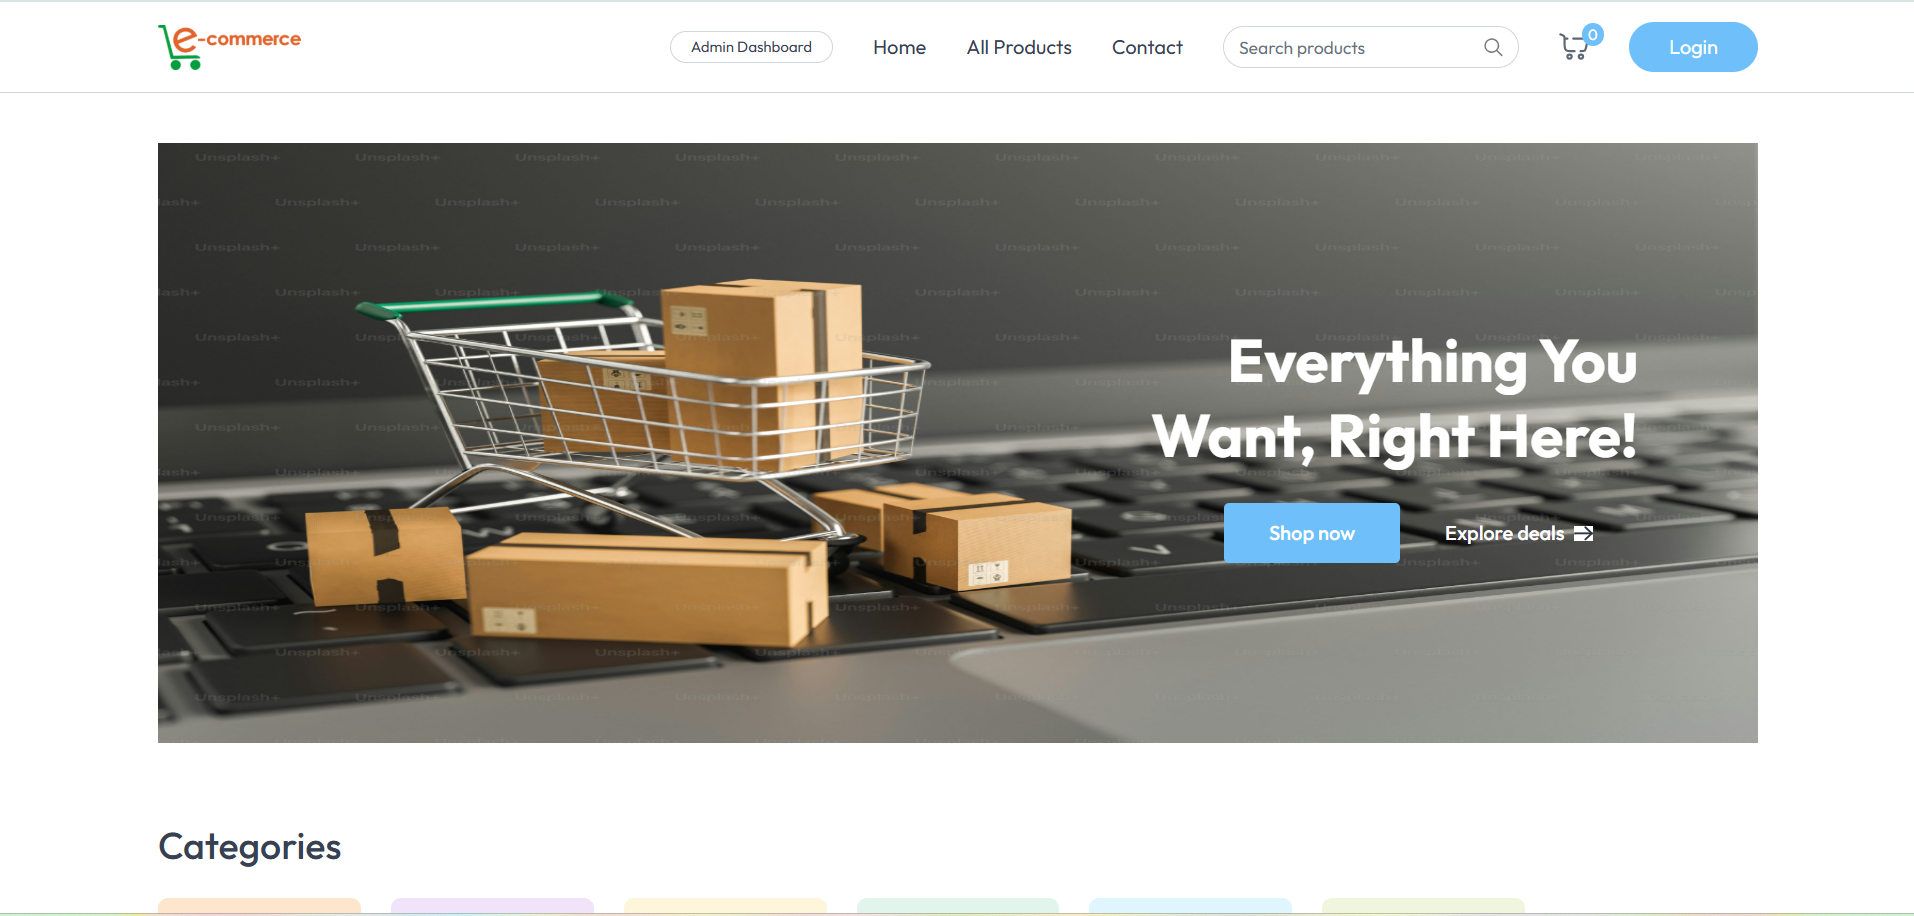 e-commerce
Admin Dashboard
Home
All Products
Contact
Search products
0
Login
Unsplash+
Everything You
Want, Right Here!
Shop now
Explore deals
Categories